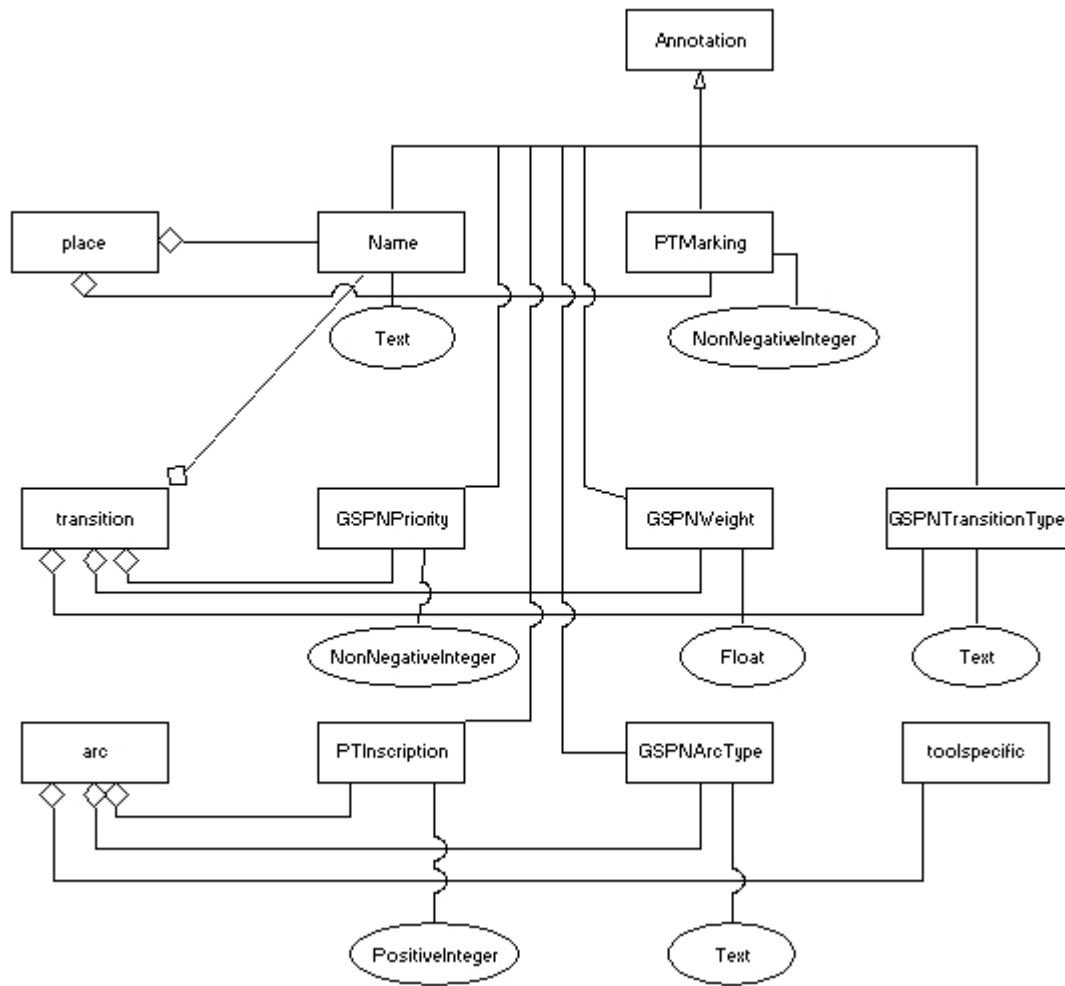 Annotation
place
Name
PTMarking
Text
NonNegativeInteger
transition
GSPNPriority
GSPNWeight
GSPNTransitionType
NonNegativeInteger
Float
Text
arc
PTInscription
GSPNArcType
toolspecific
PositiveInteger
Text